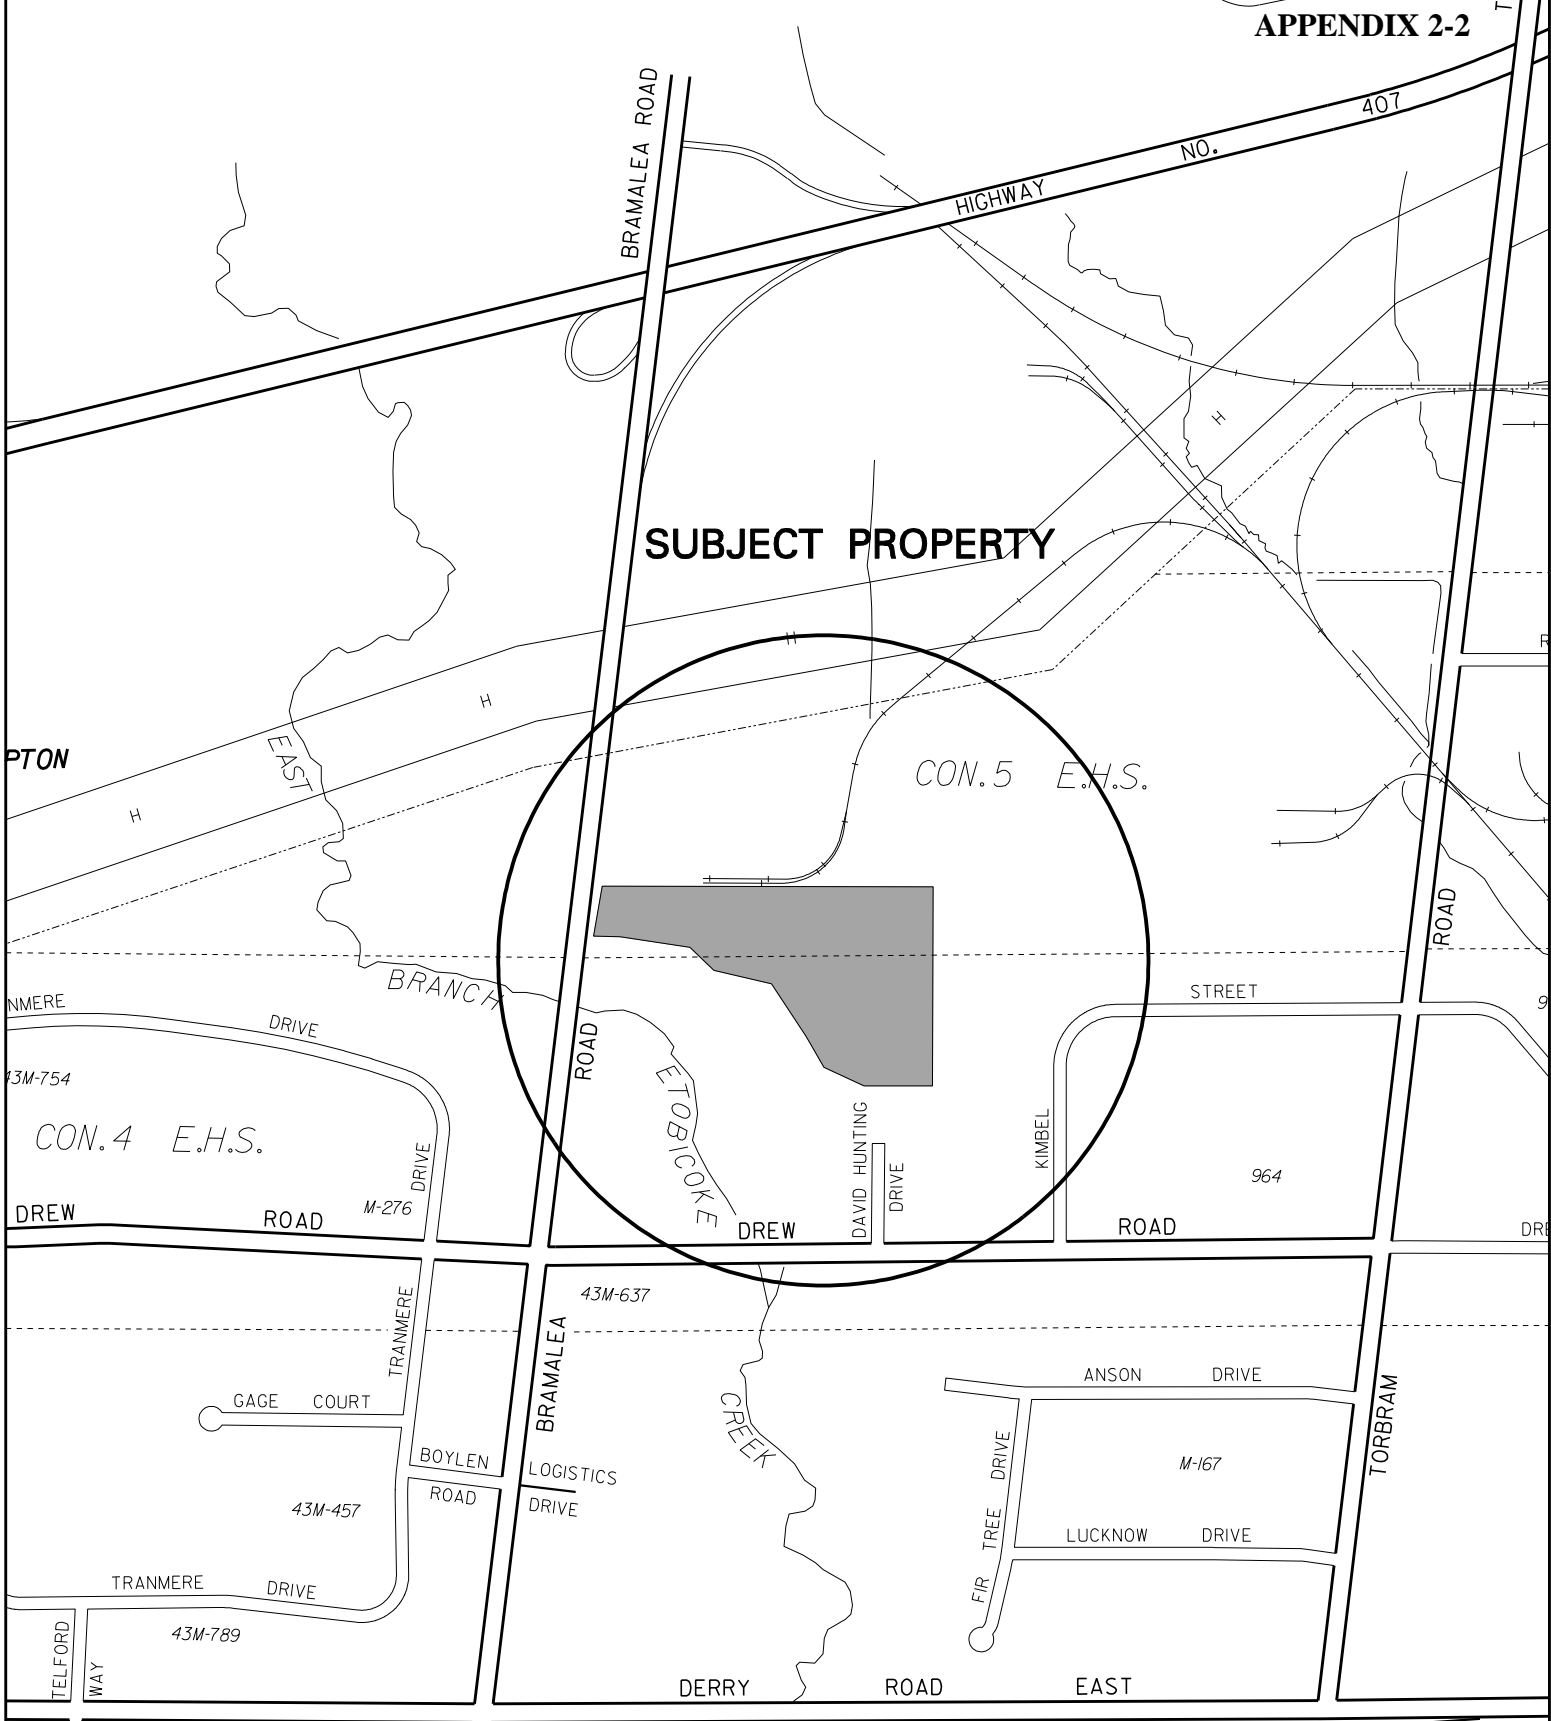 APPENDIX 2-2
T
BRAMALEA ROAD
HIGHWAY NO. 407
H
SUBJECT PROPERTY
H
R
H
PTON
EAST
CON. 5 E.H.S.
H
ROAD
BRANCH
STREET
NMERE
DRIVE
9
ROAD
43M-754
ETOBICOKE
DAVID HUNTING
DRIVE
KIMBEL
CON. 4 E.H.S.
DRIVE
964
M-276
DREW ROAD
DREW ROAD
DRE
TRANMERE
43M-637
BRAMALEA
ANSON DRIVE
GAGE COURT
CREEK
TORBRAM
BOYLEN
ROAD
LOGISTICS
DRIVE
FIR TREE DRIVE
M-167
43M-457
LUCKNOW DRIVE
TRANMERE DRIVE
43M-789
TELFORD
WAY
DERRY ROAD EAST